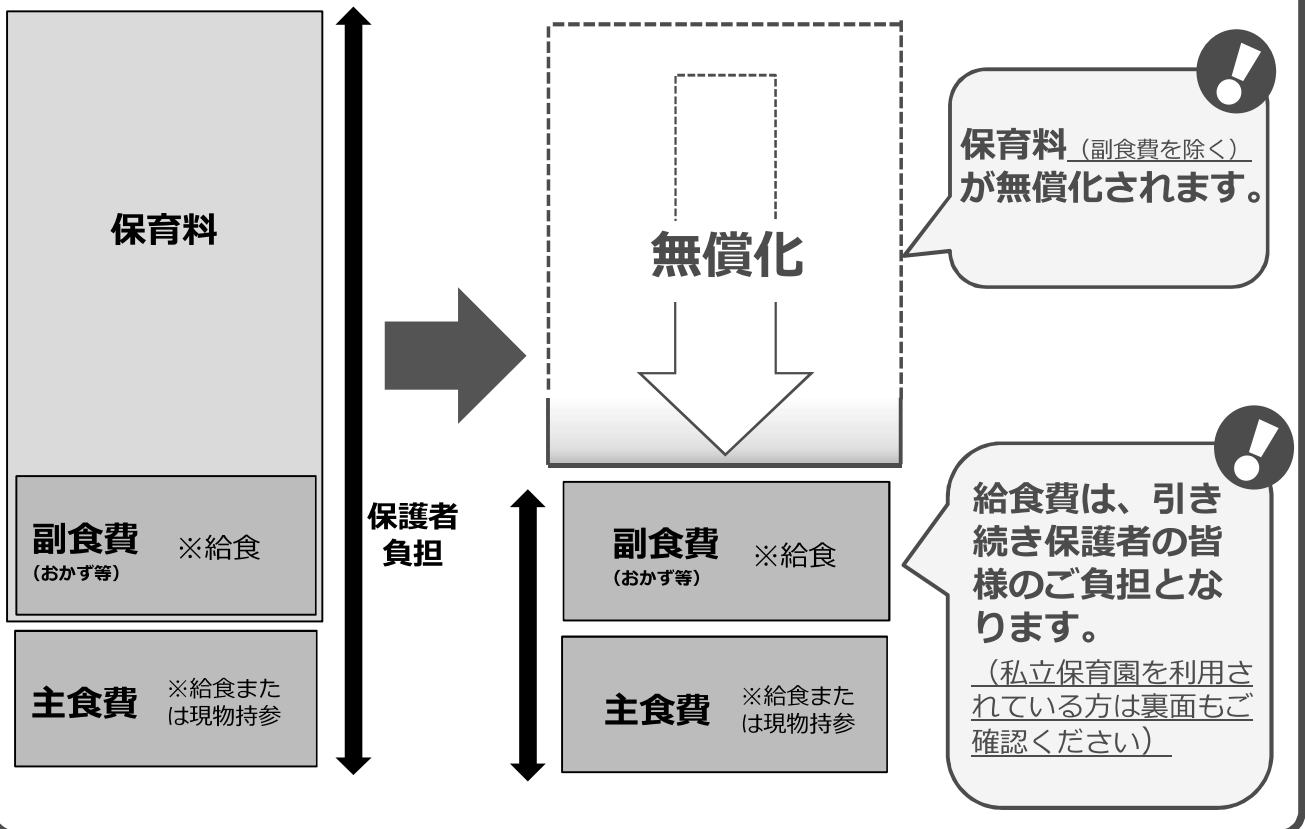 保育料
副食費 ※給食
（おかず等）
主食費 ※給食また
は現物持参
保護者
負担
無償化
副食費 ※給食
（おかず等）
主食費 ※給食また
は現物持参
保育料（副食費を除く）
が無償化されます。
給食費は、引き
続き保護者の皆
様のご負担とな
ります。
（私立保育園を利用さ
れている方は裏面もご
確認ください）